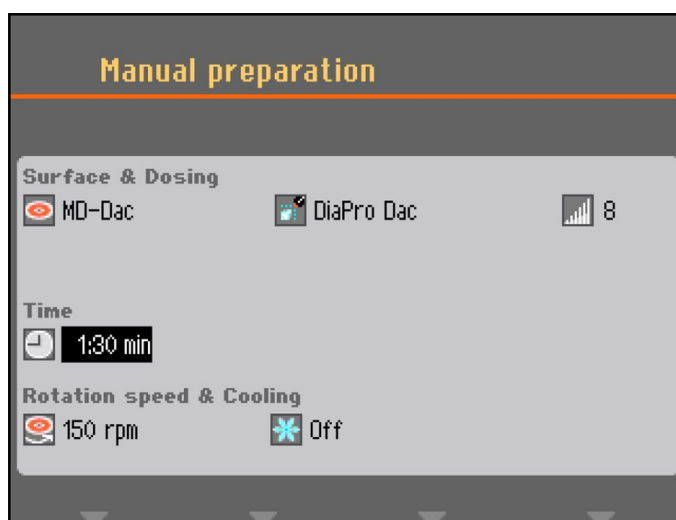 Manual preparation
Surface & Dosing
MD-Dac DiaPro Dac 8
Time
1:30 min
Rotation speed & Cooling
150 rpm Off